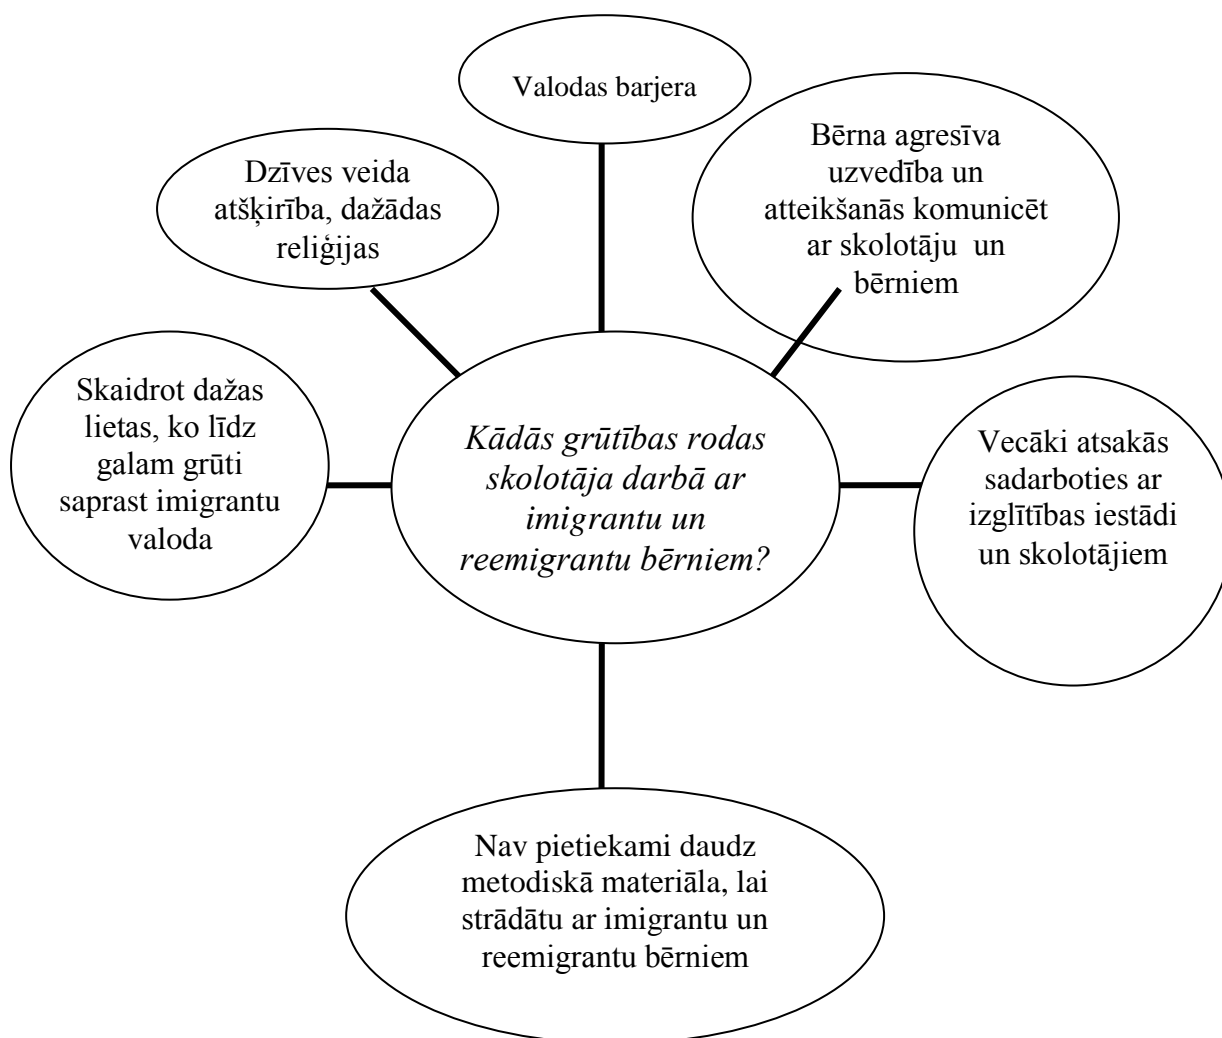 Valodas barjera
Bērna agresīva
uzvedība un
atteikšanās komunicēt
ar skolotāju un
bērniem
Dzīves veida
atšķirība, dažādas
reliģijas
Skaidrot dažas
lietas, ko līdz
galam grūti
saprast imigrantu
valoda
Kādās grūtības rodas
skolotāja darbā ar
imigrantu un
reemigrantu bērniem?
Vecāki atsakās
sadarboties ar
izglītības iestādi
un skolotājiem
Nav pietiekami daudz
metodiskā materiāla, lai
strādātu ar imigrantu un
reemigrantu bērniem